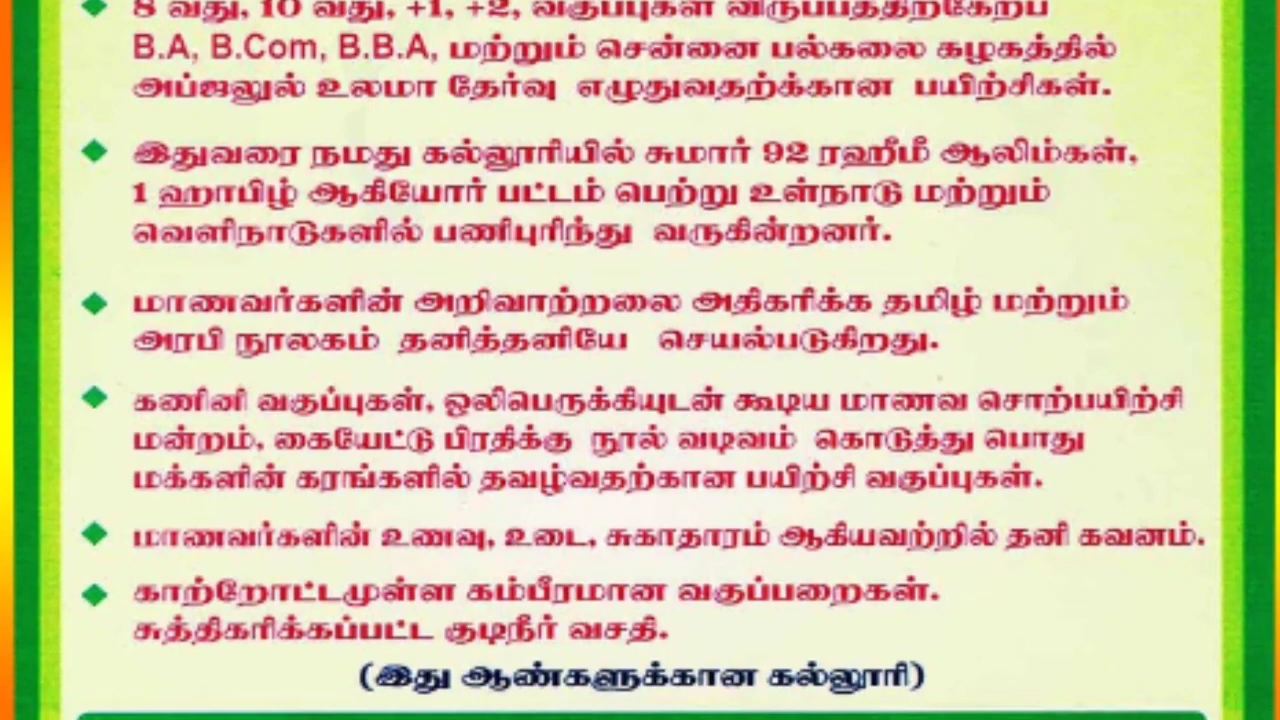 8 வது, 10 வது, +1, +2, வகுப்புகள் விருப்பத்திற்கேற்ப
B.A, B.Com, B.B.A, மற்றும் சென்னை பல்கலை கழகத்தில்
அப்ஜலுல் உலமா தேர்வு எழுதுவதற்க்கான பயிற்சிகள்.
இதுவரை நமது கல்லூரியில் சுமார் 92 ரஹீமீ ஆலிம்கள்,
1 ஹாபிழ் ஆகியோர் பட்டம் பெற்று உள்நாடு மற்றும்
வெளிநாடுகளில் பணிபுரிந்து வருகின்றனர்.
மாணவர்களின் அறிவாற்றலை அதிகரிக்க தமிழ் மற்றும்
அரபி நூலகம் தனித்தனியே செயல்படுகிறது.
கணினி வகுப்புகள், ஒலிபெருக்கியுடன் கூடிய மாணவ சொற்பயிற்சி
மன்றம், கையேட்டு பிரதிக்கு நூல் வடிவம் கொடுத்து பொது
மக்களின் கரங்களில் தவழ்வதற்கான பயிற்சி வகுப்புகள்.
மாணவர்களின் உணவு, உடை, சுகாதாரம் ஆகியவற்றில் தனி கவனம்.
காற்றோட்டமுள்ள கம்பீரமான வகுப்பறைகள்.
சுத்திகரிக்கப்பட்ட குடிநீர் வசதி.
(இது ஆண்களுக்கான கல்லூரி)